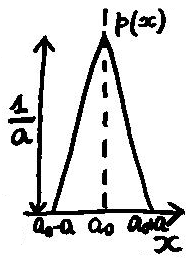 p(x)
1/a
a₀-a a₀ a₀+a
x